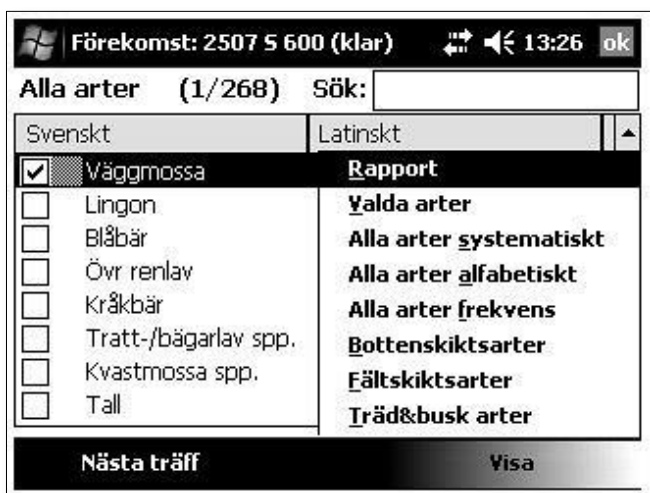 Förekomst: 2507 5 600 (klar) 13:26 ok
Alla arter (1/268) Sök:
Svenskt Latinskt
Väggmossa
Lingon
Blåbär
Övr renlav
Kråkbär
Tratt-/bägarlav spp.
Kvastmossa spp.
Tall
Rapport
Valda arter
Alla arter systematiskt
Alla arter alfabetiskt
Alla arter frekvens
Bottenskiktsarter
Fältskiktsarter
Träd&busk arter
Nästa träff Visa